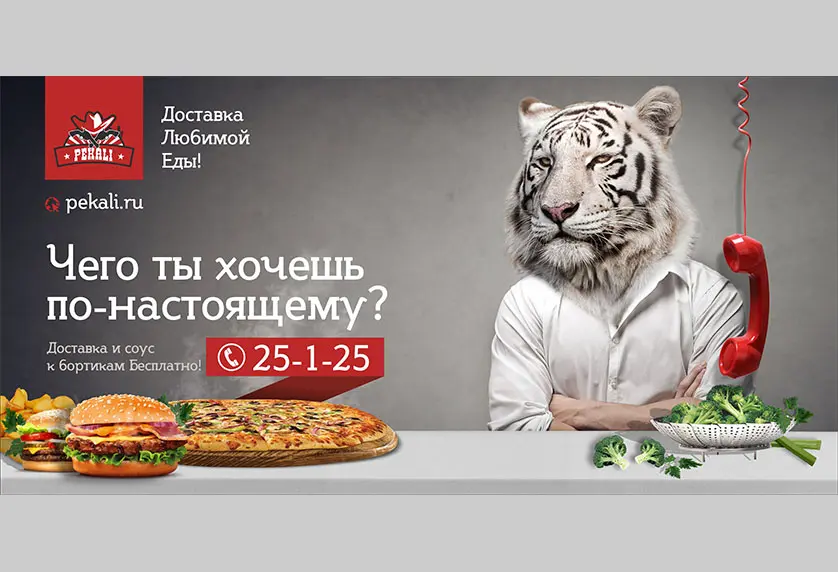 PEKALI
Доставка
Любимой
Еды!
pekali.ru
Чего ты хочешь
по-настоящему?
Доставка и соус
к бортикам Бесплатно!
25-1-25